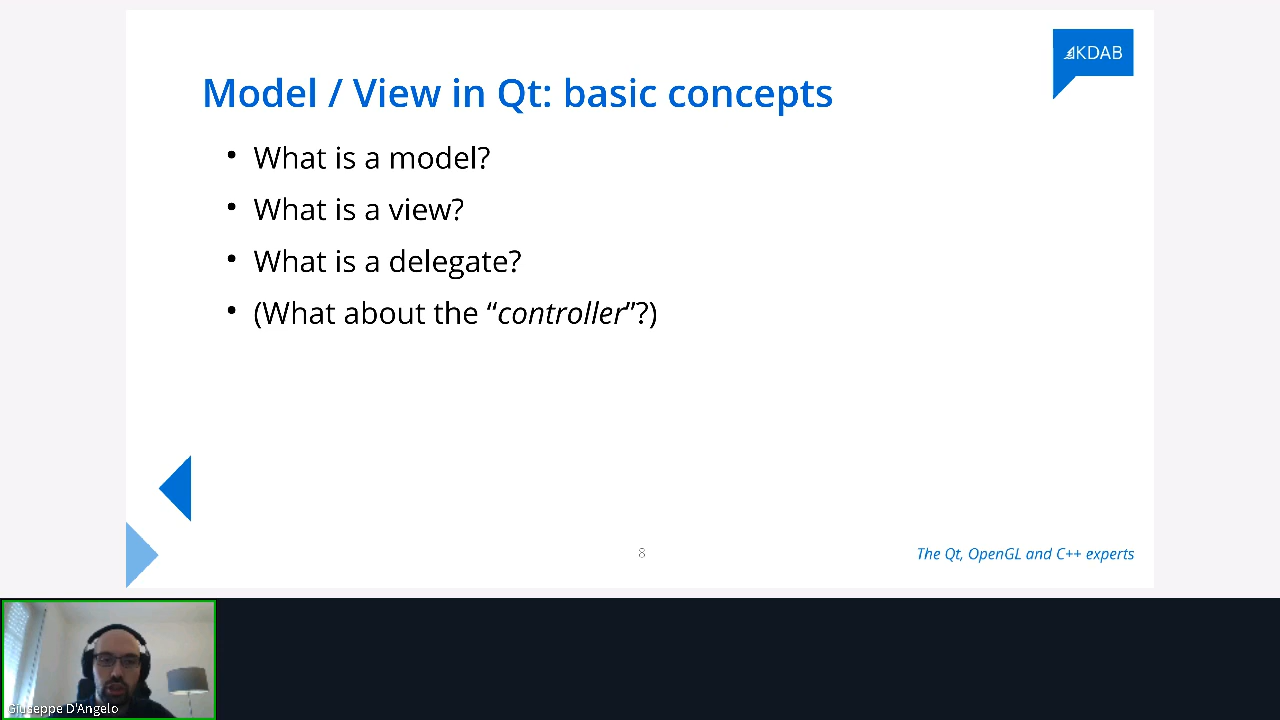 KDAB
Model / View in Qt: basic concepts
• What is a model?
• What is a view?
• What is a delegate?
• (What about the “controller”?)
8
The Qt, OpenGL and C++ experts
Giuseppe D'Angelo